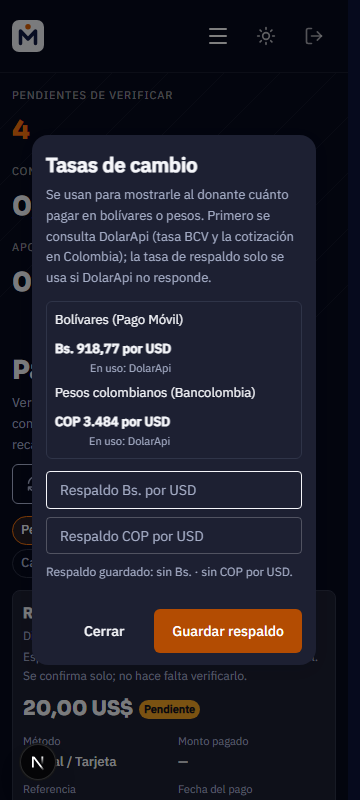 M
PENDIENTES DE VERIFICAR
4
Tasas de cambio
Se usan para mostrarle al donante cuánto
pagar en bolívares o pesos. Primero se
consulta DolarApi (tasa BCV y la cotización
en Colombia); la tasa de respaldo solo se
usa si DolarApi no responde.
Bolívares (Pago Móvil)
Bs. 918,77 por USD
En uso: DolarApi
Pesos colombianos (Bancolombia)
COP 3.484 por USD
En uso: DolarApi
Respaldo Bs. por USD
Respaldo COP por USD
Respaldo guardado: sin Bs. · sin COP por USD.
Cerrar
Guardar respaldo
Se confirma solo; no hace falta verificarlo.
20,00 US$
Pendiente
Método
Monto pagado
/ Tarjeta
—
N
Referencia
Fecha del pago